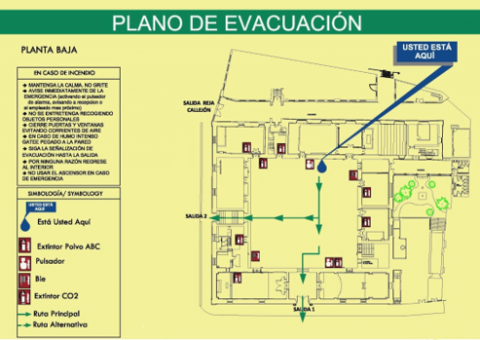 PLANO DE EVACUACIÓN
PLANTA BAJA
USTED ESTÁ
AQUÍ
EN CASO DE INCENDIO
MANTENGA LA CALMA, NO GRITE
AVISE INMEDIATAMENTE DE LA
EMERGENCIA (activando el pulsador
de alarma, avisando a recepcion o
al empleado mas próximo)
NO SE ENTRETENGA RECOGIENDO
OBJETOS PERSONALES
CIERRE PUERTAS Y VENTANAS
EVITANDO CORRIENTES DE AIRE
EN CASO DE HUMO INTENSO
GATEE PEGADO A LA PARED
SIGA LA SEÑALIZACIÓN DE
EVACUACIÓN HASTA LA SALIDA
POR NINGUNA RAZÓN REGRESE
AL INTERIOR
NO USAR EL ASCENSOR EN CASO
DE EMERGENCIA
SIMBOLOGÍA/ SYMBOLOGY
USTED ESTÁ
AQUÍ
Está Usted Aquí
Extintor Polvo ABC
Pulsador
Bie
Extintor CO2
Ruta Principal
Ruta Alternativa
SALIDA REJA
CALLEJÓN
SALIDA 2
SALIDA 1